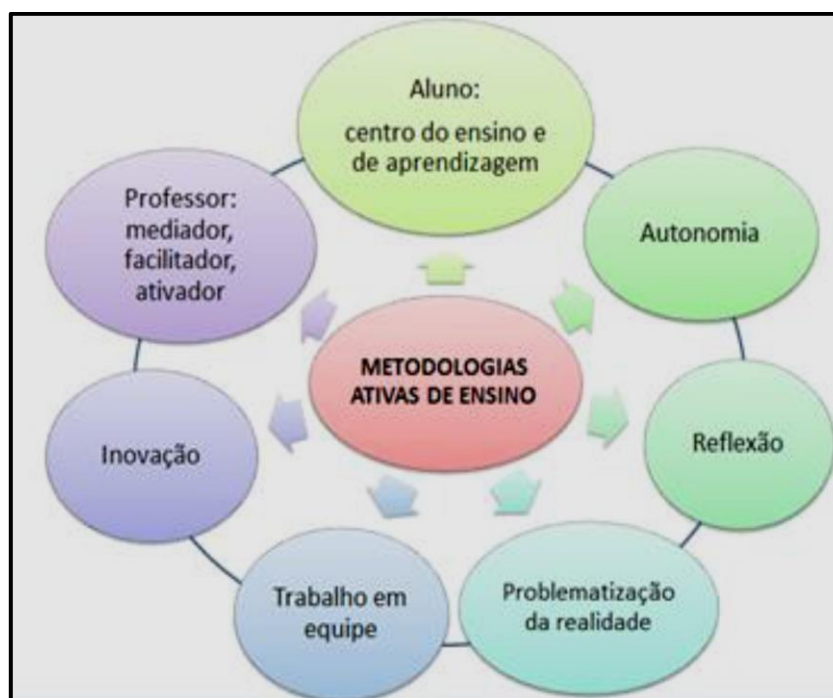 Aluno:
centro do ensino e
de aprendizagem
Autonomia
Reflexão
Problematização
da realidade
Trabalho em
equipe
Inovação
Professor:
mediador,
facilitador,
ativador
METODOLOGIAS
ATIVAS DE ENSINO